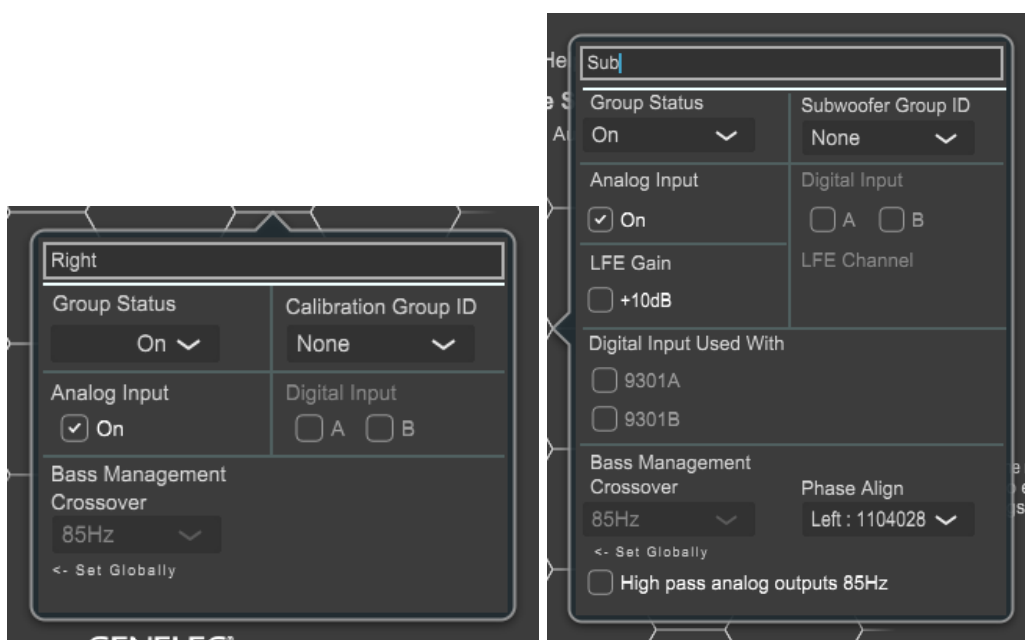 Right
Group Status
Calibration Group ID
On
None
Analog Input
Digital Input
On
A
B
Bass Management
Crossover
85Hz
<- Set Globally
Sub
Group Status
Subwoofer Group ID
On
None
Analog Input
Digital Input
On
A
B
LFE Gain
LFE Channel
+10dB
Digital Input Used With
9301A
9301B
Bass Management
Crossover
Phase Align
85Hz
Left : 1104028
<- Set Globally
High pass analog outputs 85Hz